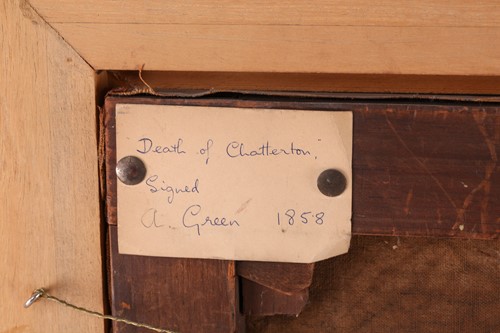 "Death of Chatterton."
Signed
A. Green 1858